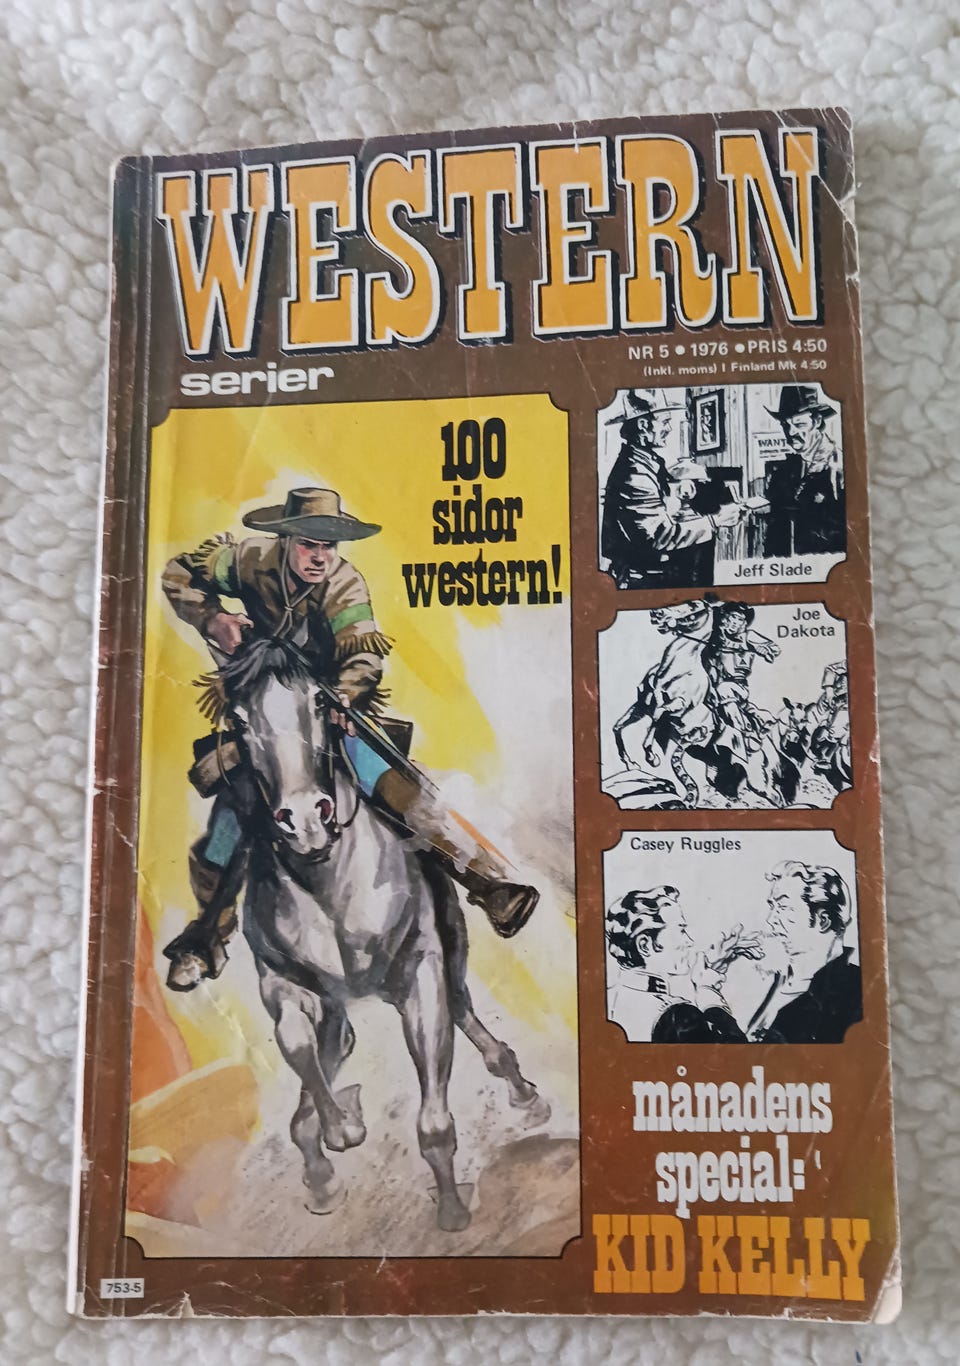 WESTERN
serier
NR 5 • 1976 • PRIS 4:50
(Inkl. moms) I Finland Mk 4:50
100
sidor
western!
WANT
Jeff Slade
Joe
Dakota
Casey Ruggles
månadens
special:
KID KELLY
753-5